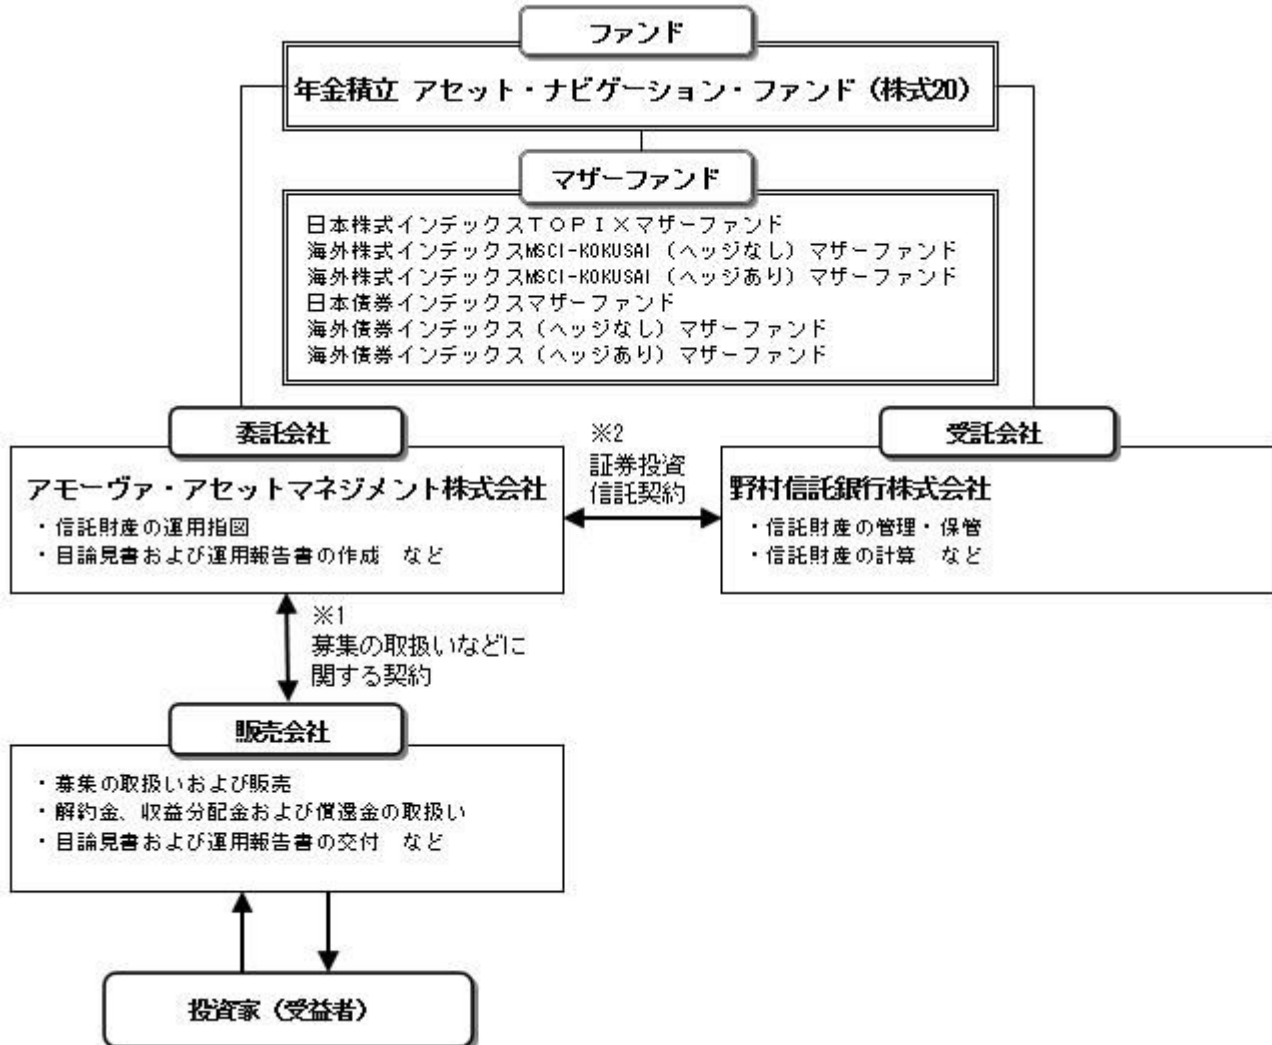 ファンド
年金積立 アセット・ナビゲーション・ファンド（株式20）
マザーファンド
日本株式インデックスＴＯＰＩＸマザーファンド
海外株式インデックスMSCI-KOKUSAI（ヘッジなし）マザーファンド
海外株式インデックスMSCI-KOKUSAI（ヘッジあり）マザーファンド
日本債券インデックスマザーファンド
海外債券インデックス（ヘッジなし）マザーファンド
海外債券インデックス（ヘッジあり）マザーファンド
委託会社
アモーヴァ・アセットマネジメント株式会社
・信託財産の運用指図
・目論見書および運用報告書の作成　など
※2
証券投資
信託契約
受託会社
野村信託銀行株式会社
・信託財産の管理・保管
・信託財産の計算　など
※1
募集の取扱いなどに
関する契約
販売会社
・募集の取扱いおよび販売
・解約金、収益分配金および償還金の取扱い
・目論見書および運用報告書の交付　など
投資家（受益者）